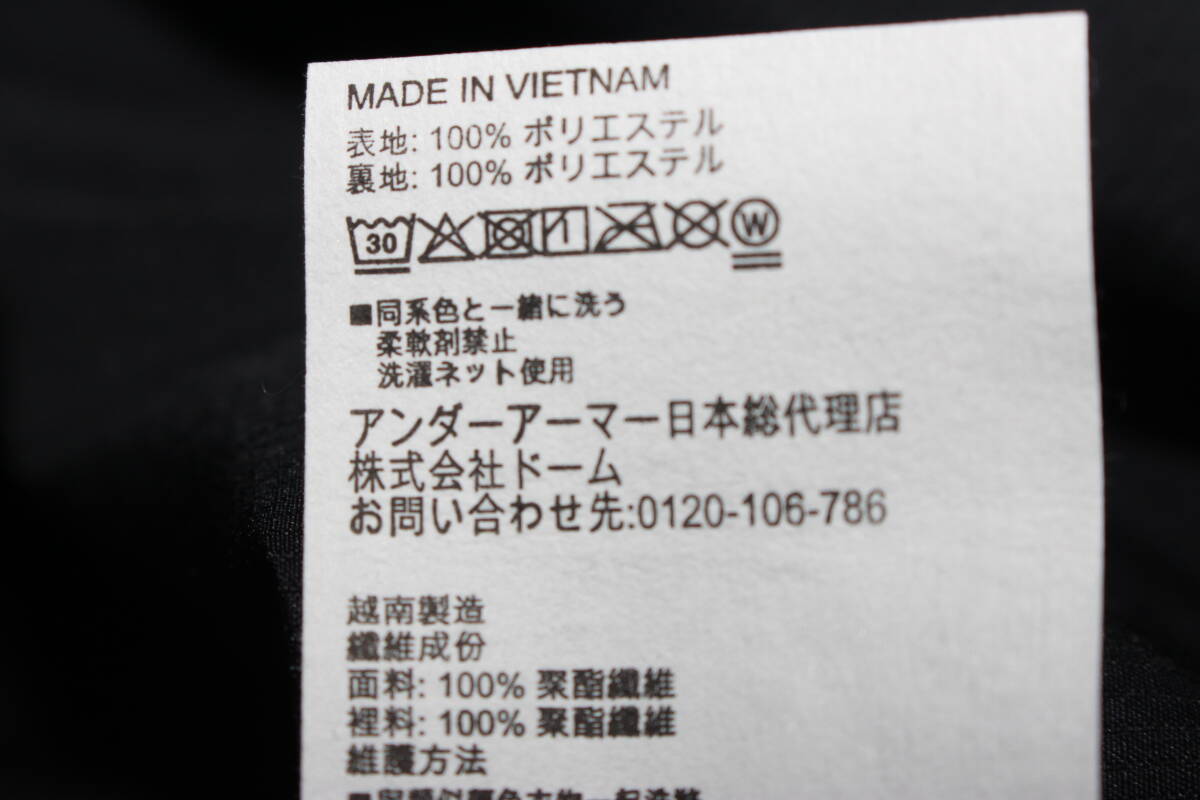 MADE IN VIETNAM
表地: 100% ポリエステル
裏地: 100% ポリエステル
30 W
■同系色と一緒に洗う
柔軟剤禁止
洗濯ネット使用
アンダーアーマー日本総代理店
株式会社ドーム
お問い合わせ先:0120-106-786
越南製造
纖維成份
面料: 100% 聚酯纖維
裡料: 100% 聚酯纖維
維護方法